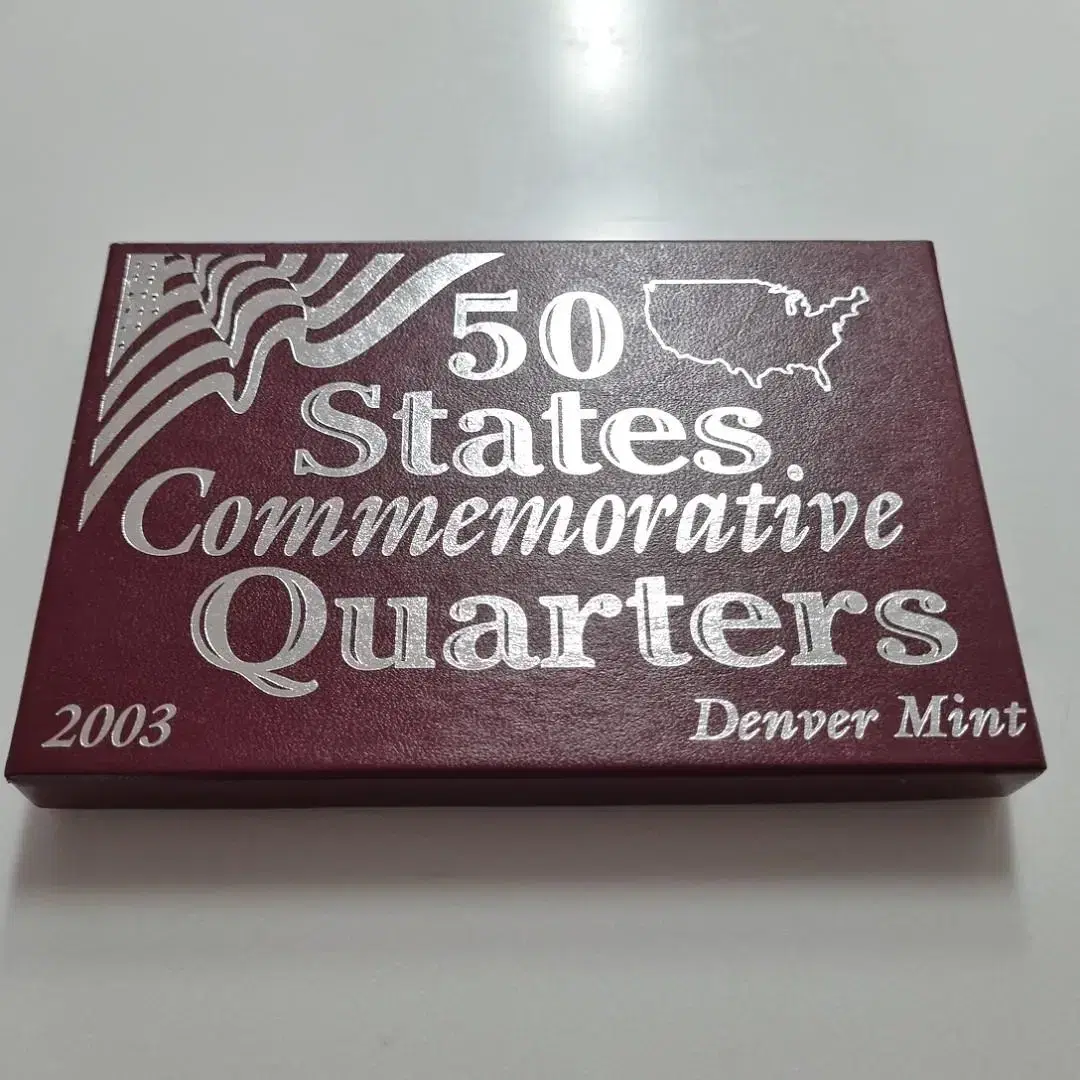 50
States
Commemorative
Quarters
2003
Denver Mint